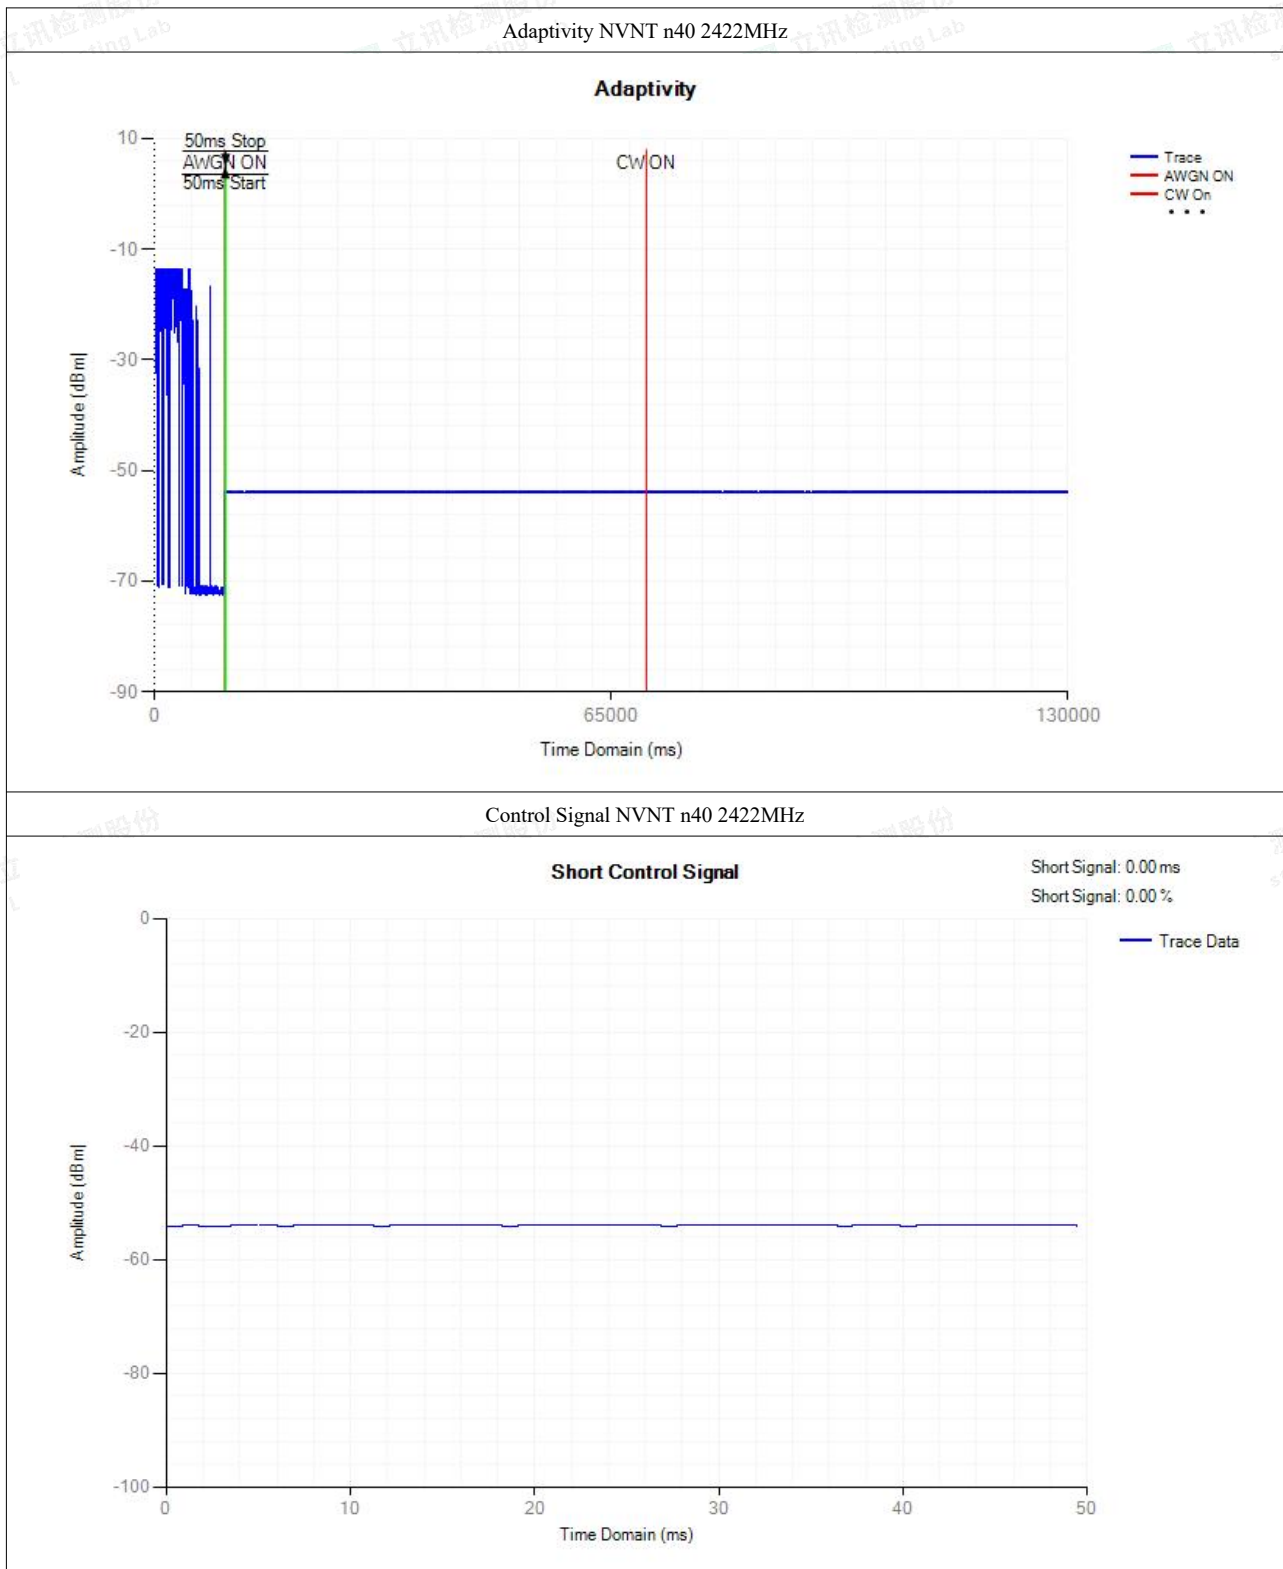 Adaptivity NVNT n40 2422MHz
Adaptivity
50ms Stop
AWGN ON
50ms Start
CW ON
Trace
AWGN ON
CW On
10
-10
-30
-50
-70
-90
Amplitude (dBm)
0
65000
130000
Time Domain (ms)
Control Signal NVNT n40 2422MHz
Short Control Signal
Short Signal: 0.00 ms
Short Signal: 0.00 %
Trace Data
0
-20
-40
-60
-80
-100
Amplitude (dBm)
0
10
20
30
40
50
Time Domain (ms)